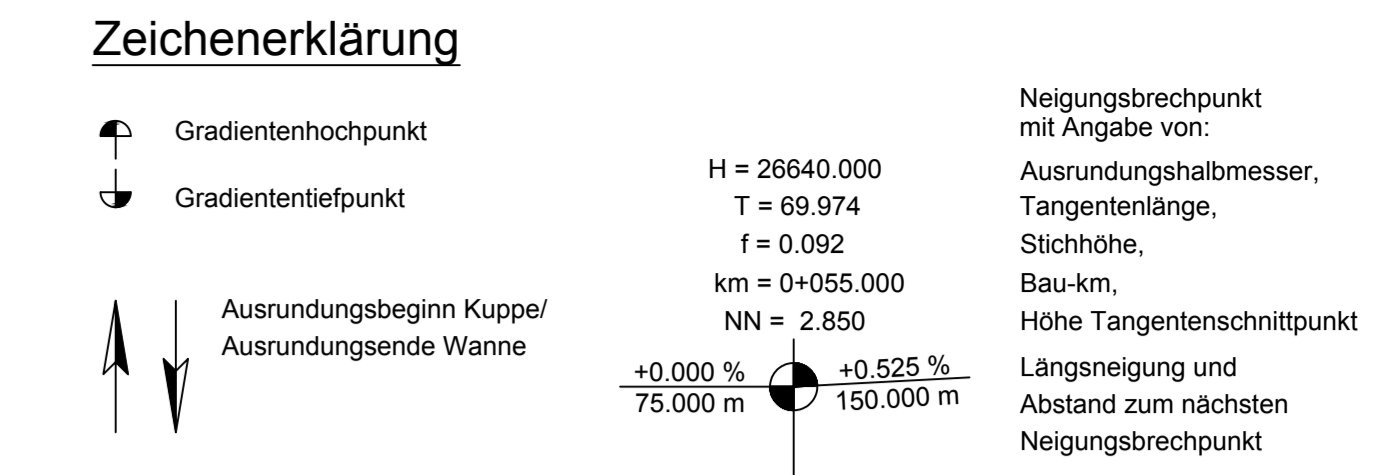 Zeichenerklärung
Gradientenhochpunkt
Gradiententiefpunkt
Ausrundungsbeginn Kuppe/
Ausrundungsende Wanne
Neigungsbrechpunkt
mit Angabe von:
H = 26640.000 Ausrundungshalbmesser,
T = 69.974 Tangentenlänge,
f = 0.092 Stichhöhe,
km = 0+055.000 Bau-km,
NN = 2.850 Höhe Tangentenschnittpunkt
+0.000 % +0.525 % Längsneigung und
75.000 m 150.000 m Abstand zum nächsten
Neigungsbrechpunkt